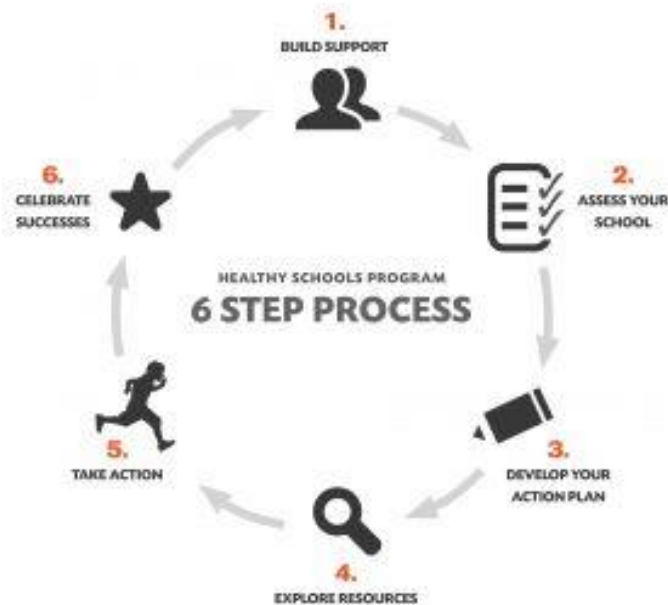 1.
BUILD SUPPORT
2.
ASSESS YOUR
SCHOOL
3.
DEVELOP YOUR
ACTION PLAN
4.
EXPLORE RESOURCES
5.
TAKE ACTION
6.
CELEBRATE
SUCCESSES
HEALTHY SCHOOLS PROGRAM
6 STEP PROCESS